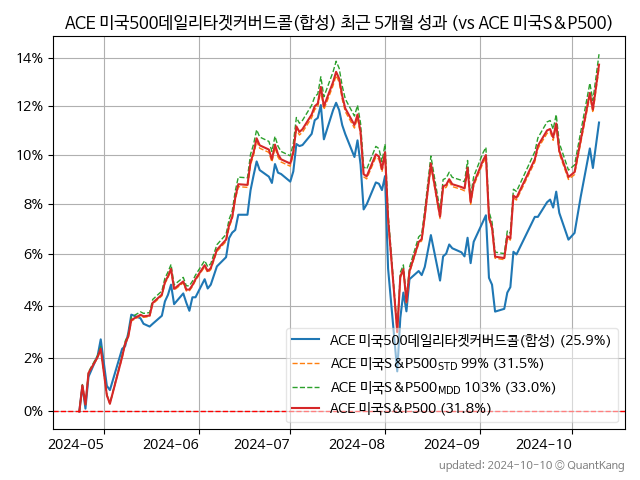 ACE 미국500데일리타겟커버드콜(합성) 최근 5개월 성과 (vs ACE 미국S&P500)
14%
12%
10%
8%
6%
4%
2%
0%
ACE 미국500데일리타겟커버드콜(합성) (25.9%)
ACE 미국S&P500STD 99% (31.5%)
ACE 미국S&P500MDD 103% (33.0%)
ACE 미국S&P500 (31.8%)
2024-05 2024-06 2024-07 2024-08 2024-09 2024-10
updated: 2024-10-10 © QuantKang